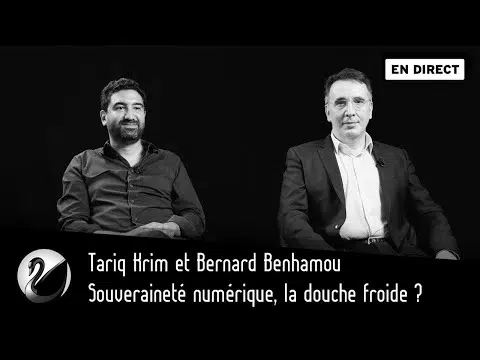 EN DIRECT
Tariq Krim et Bernard Benhamou
Souveraineté numérique, la douche froide ?